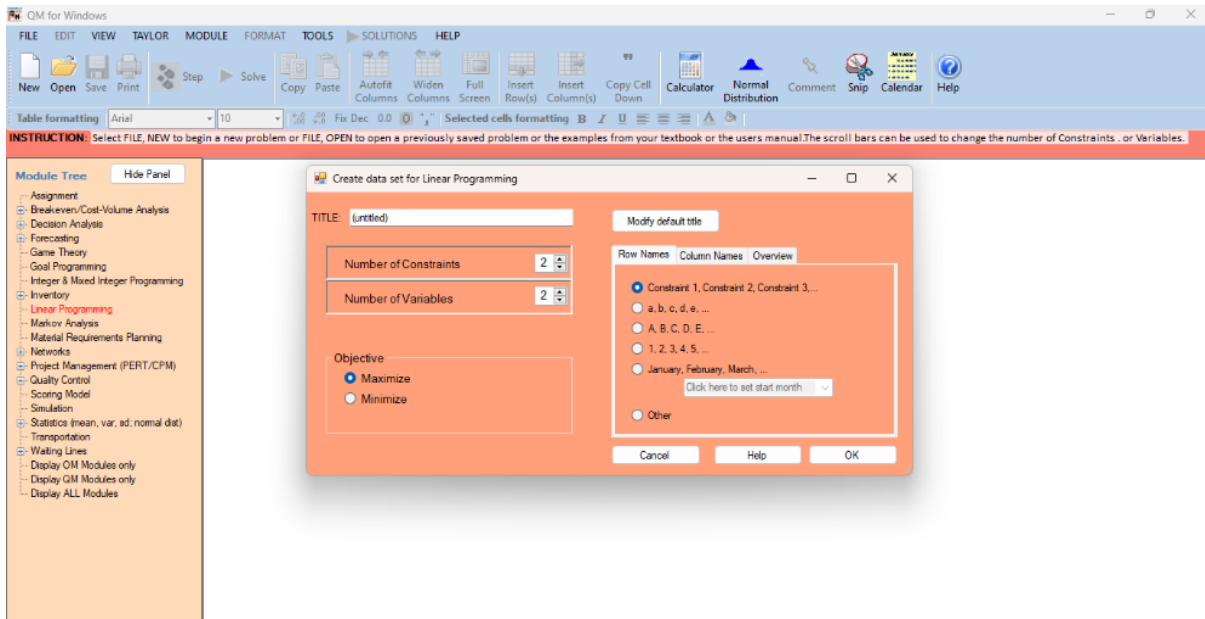 QM for Windows
FILE EDIT VIEW TAYLOR MODULE FORMAT TOOLS SOLUTIONS HELP
New Open Save Print Step Solve Copy Paste Autofit Columns Widen Columns Full Screen Insert Row(s) Insert Column(s) Copy Cell Down Calculator Normal Distribution Comment Snip Calendar Help
Table formatting Arial 10 Fix Dec 0.0 0 "," Selected cells formatting B I U A
INSTRUCTION: Select FILE, NEW to begin a new problem or FILE, OPEN to open a previously saved problem or the examples from your textbook or the users manual.The scroll bars can be used to change the number of Constraints . or Variables.
Module Tree Hide Panel
Assignment
Breakeven/Cost-Volume Analysis
Decision Analysis
Forecasting
Game Theory
Goal Programming
Integer & Mixed Integer Programming
Inventory
Linear Programming
Markov Analysis
Material Requirements Planning
Networks
Project Management (PERT/CPM)
Quality Control
Scoring Model
Simulation
Statistics (mean, var, sd; normal dist)
Transportation
Waiting Lines
Display OM Modules only
Display QM Modules only
Display ALL Modules
Create data set for Linear Programming
TITLE: (untitled)
Modify default title
Number of Constraints 2
Number of Variables 2
Objective
Maximize
Minimize
Row Names Column Names Overview
Constraint 1, Constraint 2, Constraint 3,...
a, b, c, d, e, ...
A, B, C, D, E, ...
1, 2, 3, 4, 5, ...
January, February, March, ...
Click here to set start month
Other
Cancel Help OK